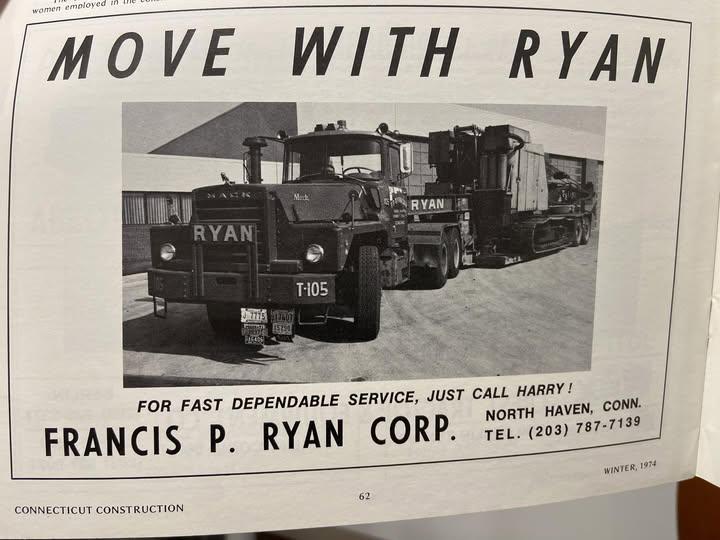 women employed in the
MOVE WITH RYAN
MACK
Mack
RYAN
RYAN
T-105
FOR FAST DEPENDABLE SERVICE, JUST CALL HARRY!
FRANCIS P. RYAN CORP.
NORTH HAVEN, CONN.
TEL. (203) 787-7139
WINTER, 1974
62
CONNECTICUT CONSTRUCTION